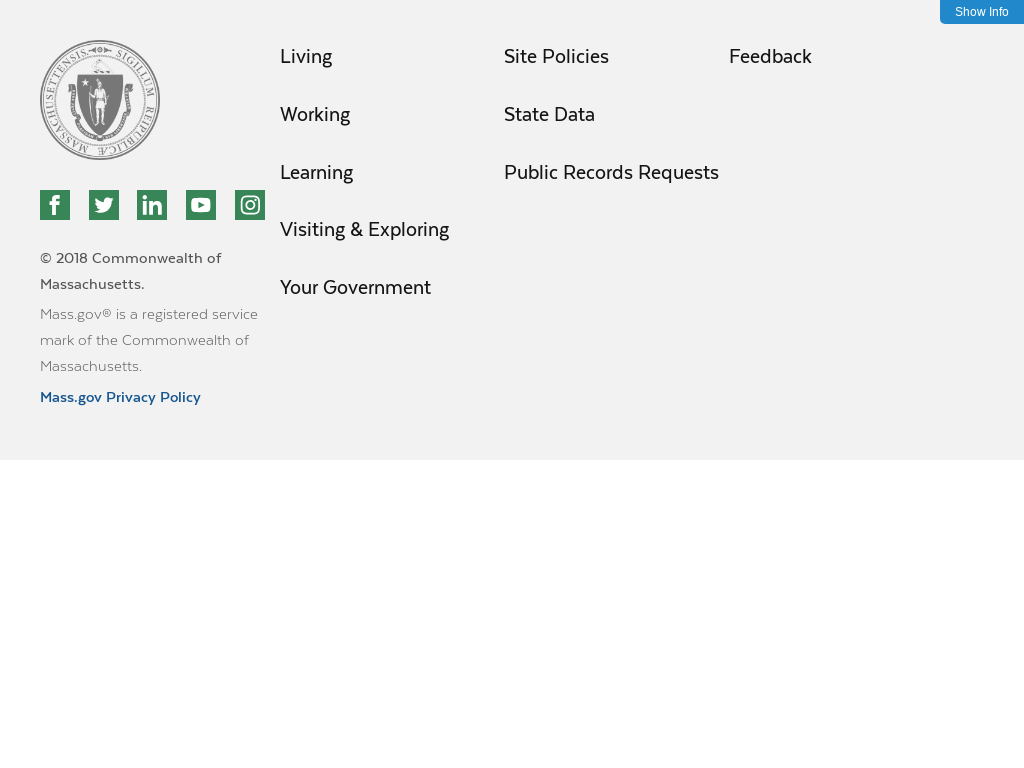 Show Info
SIGILLUM REIPUBLICÆ MASSACHUSETTENSIS
© 2018 Commonwealth of
Massachusetts.
Mass.gov® is a registered service
mark of the Commonwealth of
Massachusetts.
Mass.gov Privacy Policy
Living
Working
Learning
Visiting & Exploring
Your Government
Site Policies
State Data
Public Records Requests
Feedback